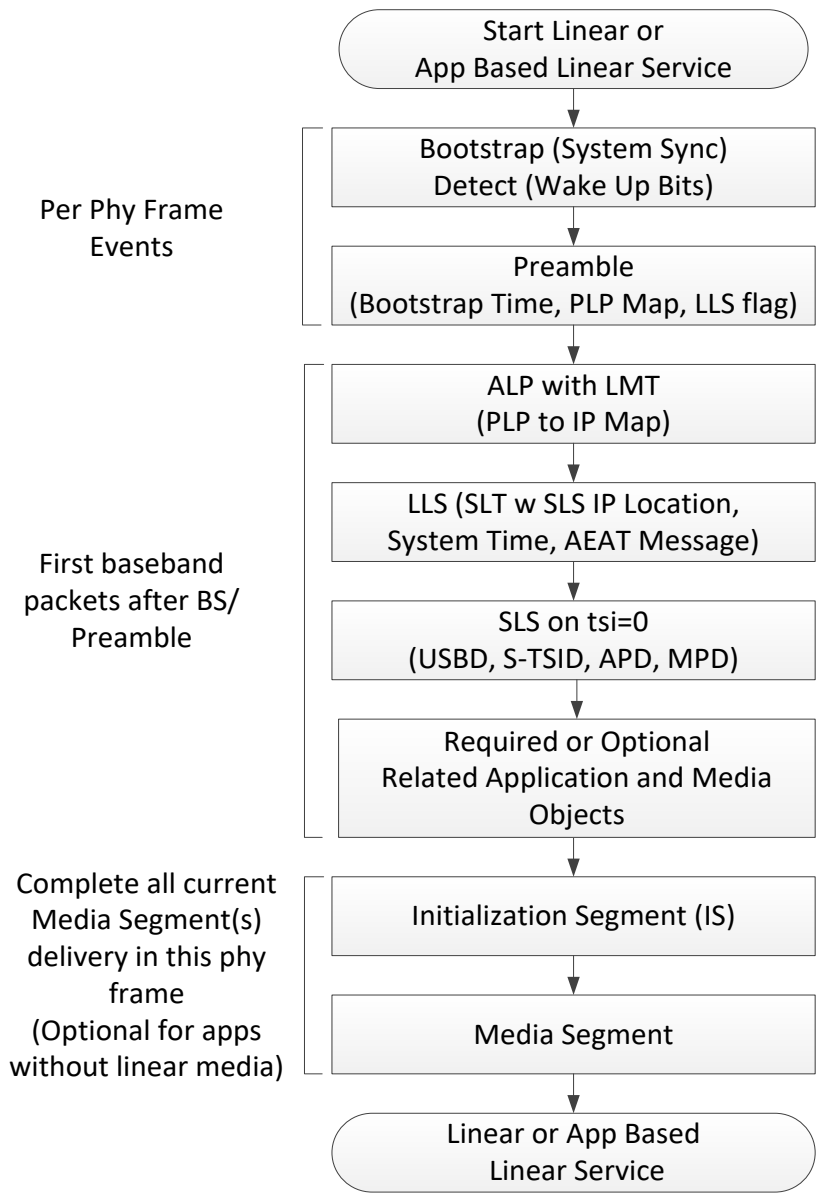 Start Linear or
App Based Linear Service
Per Phy Frame
Events
Bootstrap (System Sync)
Detect (Wake Up Bits)
Preamble
(Bootstrap Time, PLP Map, LLS flag)
First baseband
packets after BS/
Preamble
ALP with LMT
(PLP to IP Map)
LLS (SLT w SLS IP Location,
System Time, AEAT Message)
SLS on tsi=0
(USBD, S-TSID, APD, MPD)
Required or Optional
Related Application and Media
Objects
Complete all current
Media Segment(s)
delivery in this phy
frame
(Optional for apps
without linear media)
Initialization Segment (IS)
Media Segment
Linear or App Based
Linear Service